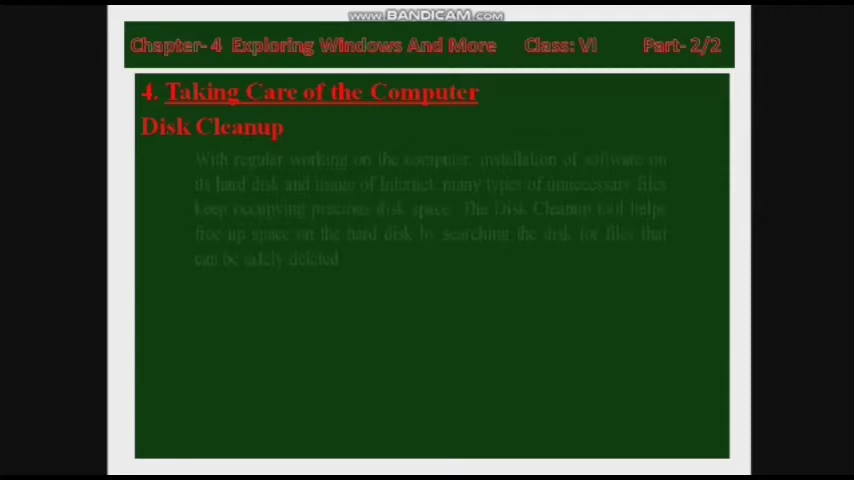 www.BANDICAM.com
Chapter- 4 Exploring Windows And More Class: VI Part- 2/2
4. Taking Care of the Computer
Disk Cleanup
With regular working on the computer, installation of software on
its hard disk and usage of Internet, many types of unnecessary files
keep occupying precious disk space. The Disk Cleanup tool helps
free up space on the hard disk by searching the disk for files that
can be safely deleted